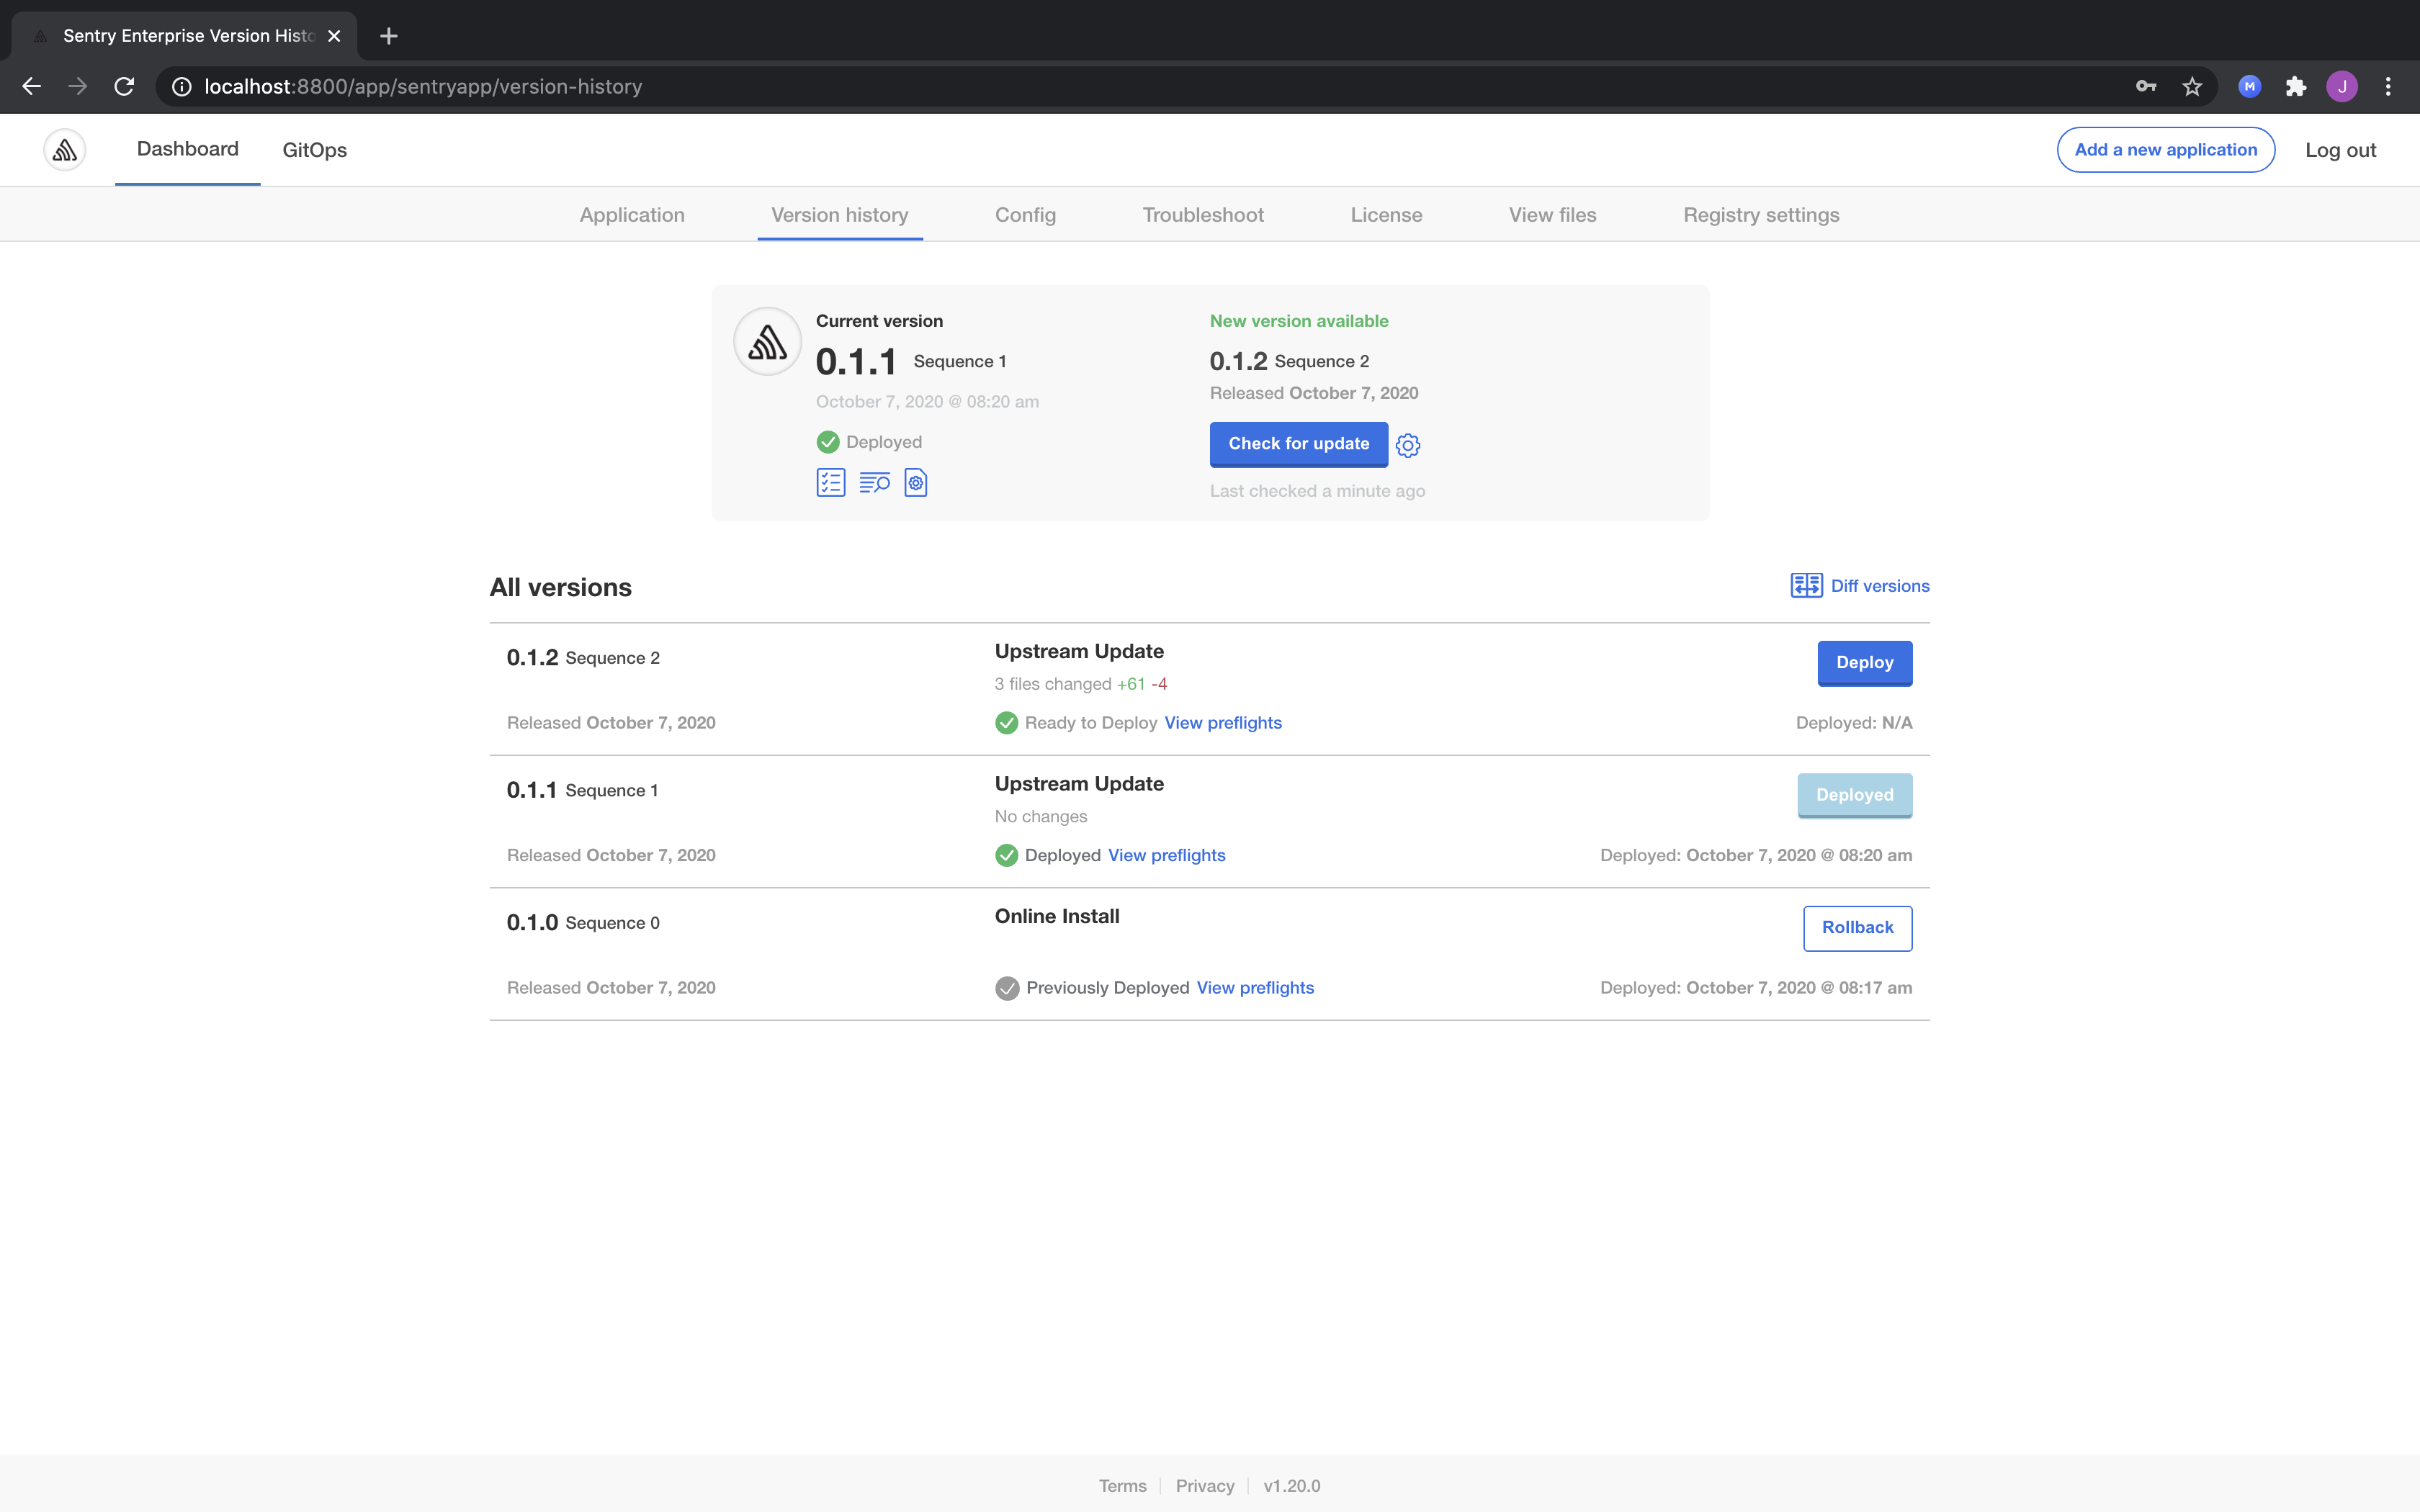 Sentry Enterprise Version Histo
localhost:8800/app/sentryapp/version-history
M
J
Dashboard
GitOps
Add a new application
Log out
Application
Version history
Config
Troubleshoot
License
View files
Registry settings
Current version
0.1.1 Sequence 1
October 7, 2020 @ 08:20 am
Deployed
New version available
0.1.2 Sequence 2
Released October 7, 2020
Check for update
Last checked a minute ago
All versions
Diff versions
0.1.2 Sequence 2
Upstream Update
Deploy
3 files changed +61 -4
Released October 7, 2020
Ready to Deploy View preflights
Deployed: N/A
0.1.1 Sequence 1
Upstream Update
Deployed
No changes
Released October 7, 2020
Deployed View preflights
Deployed: October 7, 2020 @ 08:20 am
0.1.0 Sequence 0
Online Install
Rollback
Released October 7, 2020
Previously Deployed View preflights
Deployed: October 7, 2020 @ 08:17 am
Terms
Privacy
v1.20.0